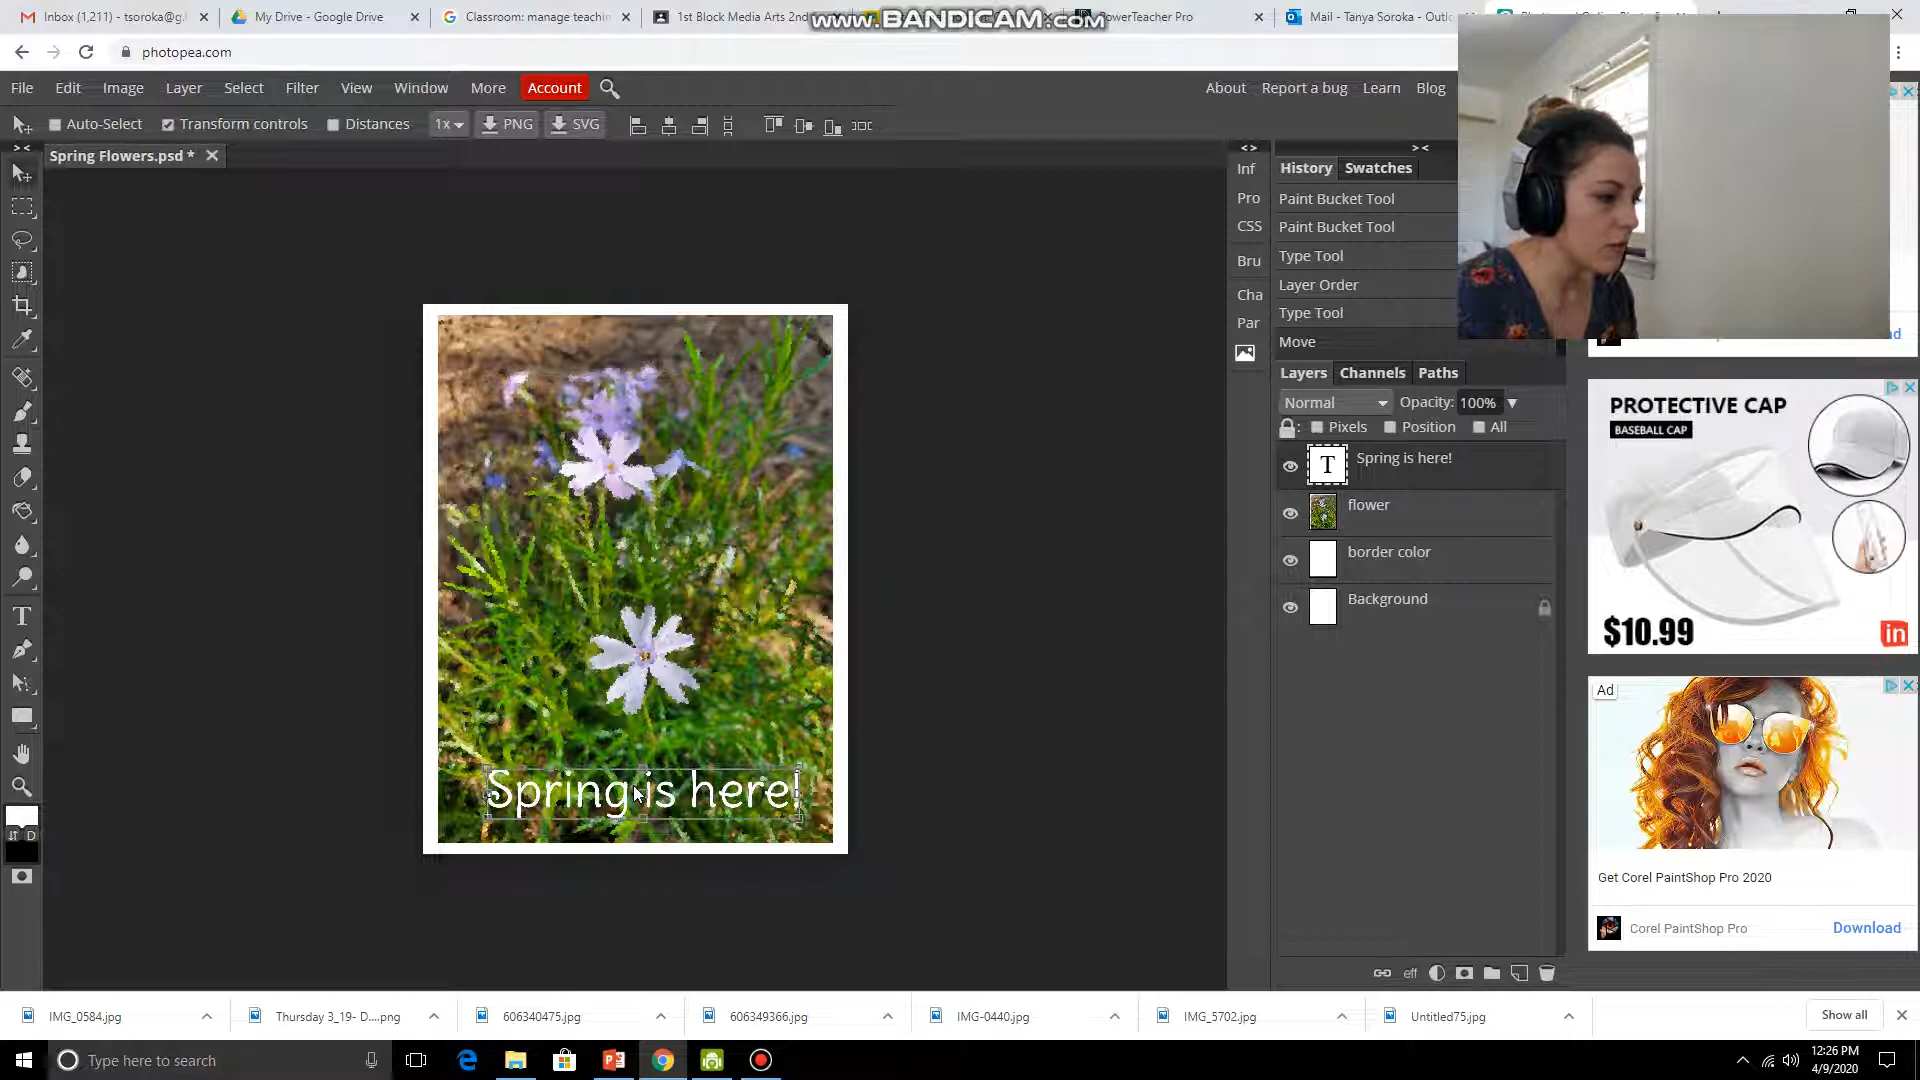 Inbox (1,211) - tsoroka@g.
My Drive - Google Drive
Classroom: manage teachin
1st Block Media Arts 2nd
www.BANDICAM.com
PowerTeacher Pro
Mail - Tanya Soroka - Outlo
photopea.com
File Edit Image Layer Select Filter View Window More Account
About Report a bug Learn Blog
Auto-Select Transform controls Distances 1x PNG SVG
Spring Flowers.psd *
Inf
Pro
CSS
Bru
Cha
Par
History Swatches
Paint Bucket Tool
Paint Bucket Tool
Type Tool
Layer Order
Type Tool
Move
Layers Channels Paths
Normal Opacity: 100%
Pixels Position All
T Spring is here!
flower
border color
Background
eff
T
D
Spring is here!
PROTECTIVE CAP
BASEBALL CAP
$10.99
in
Ad
Get Corel PaintShop Pro 2020
Corel PaintShop Pro Download
IMG_0584.jpg
Thursday 3_19- D....png
606340475.jpg
606349366.jpg
IMG-0440.jpg
IMG_5702.jpg
Untitled75.jpg
Show all
Type here to search
12:26 PM
4/9/2020